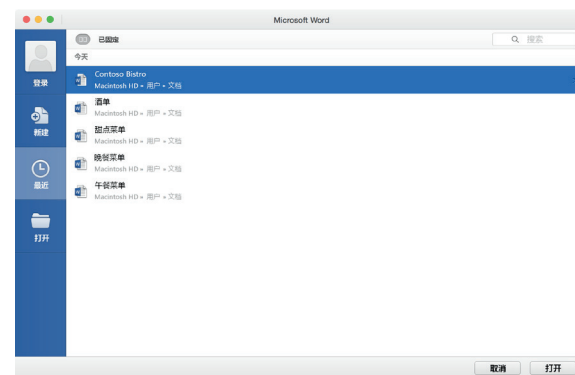 Microsoft Word
已固定
搜索
今天
登录
Contoso Bistro
Macintosh HD » 用户 » 文档
酒单
Macintosh HD » 用户 » 文档
新建
甜点菜单
Macintosh HD » 用户 » 文档
晚餐菜单
Macintosh HD » 用户 » 文档
最近
午餐菜单
Macintosh HD » 用户 » 文档
打开
取消
打开